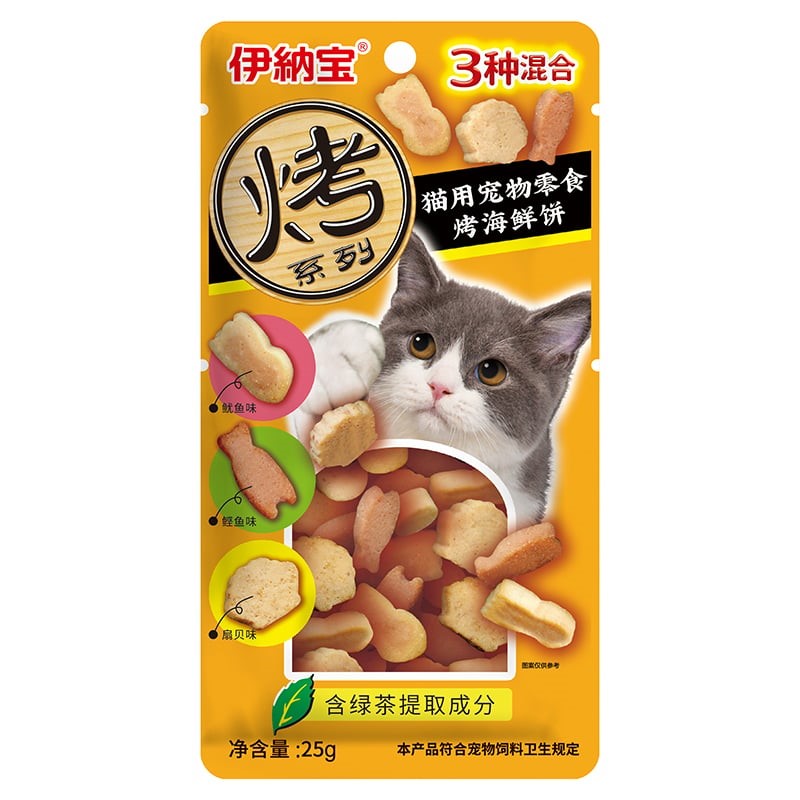 伊納宝®
3种混合
烤
系列
猫用宠物零食
烤海鲜饼
鱿鱼味
鲣鱼味
扇贝味
图案仅供参考
含绿茶提取成分
净含量:25g
本产品符合宠物饲料卫生规定